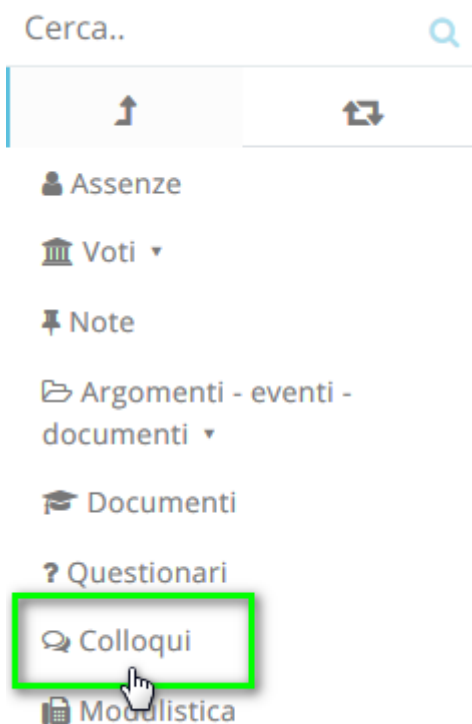 Cerca..
Assenze
Voti
Note
Argomenti - eventi -
documenti
Documenti
? Questionari
Colloqui
Modulistica